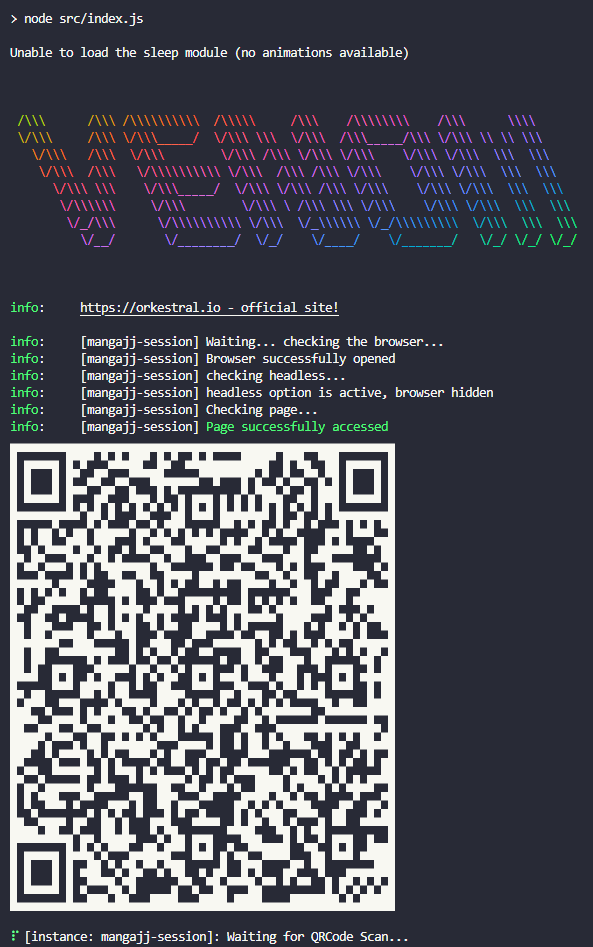 > node src/index.js
Unable to load the sleep module (no animations available)
VENOM
info: https://orkestral.io - official site!
info: [mangajj-session] Waiting... checking the browser...
info: [mangajj-session] Browser successfully opened
info: [mangajj-session] checking headless...
info: [mangajj-session] headless option is active, browser hidden
info: [mangajj-session] Checking page...
info: [mangajj-session] Page successfully accessed
[instance: mangajj-session]: Waiting for QRCode Scan...